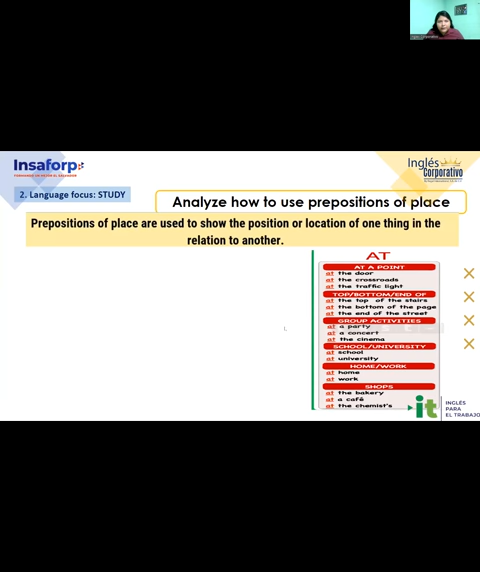 Insaforp
FORMANDO UN MEJOR EL SALVADOR
Inglés
Corporativo
2. Language focus: STUDY
Analyze how to use prepositions of place
Prepositions of place are used to show the position or location of one thing in the
relation to another.
AT
AT A POINT
at the door
at the crossroads
at the traffic light
TOP/BOTTOM/END OF
at the top of the stairs
at the bottom of the page
at the end of the street
GROUP ACTIVITIES
at a party
at a concert
at the cinema
SCHOOL/UNIVERSITY
at school
at university
HOME/WORK
at home
at work
SHOPS
at the bakery
at a café
at the chemist's
it
INGLÉS
PARA
EL TRABAJO